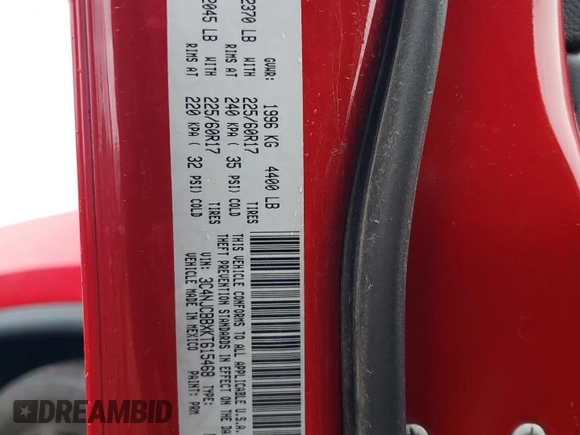 GVWR: 1996 KG 4400 LB
2370 LB WITH 225/60R17 TIRES
RIMS AT 240 KPA ( 35 PSI) COLD
2045 LB WITH 225/60R17 TIRES
RIMS AT 220 KPA ( 32 PSI) COLD
THIS VEHICLE CONFORMS TO ALL APPLICABLE U.S.A.
THEFT PREVENTION STANDARDS IN EFFECT ON THE DA
VIN: 3C4NJCBBXKT615468 TYPE:
VEHICLE MADE IN MEXICO PAINT: PRM
DREAMBID